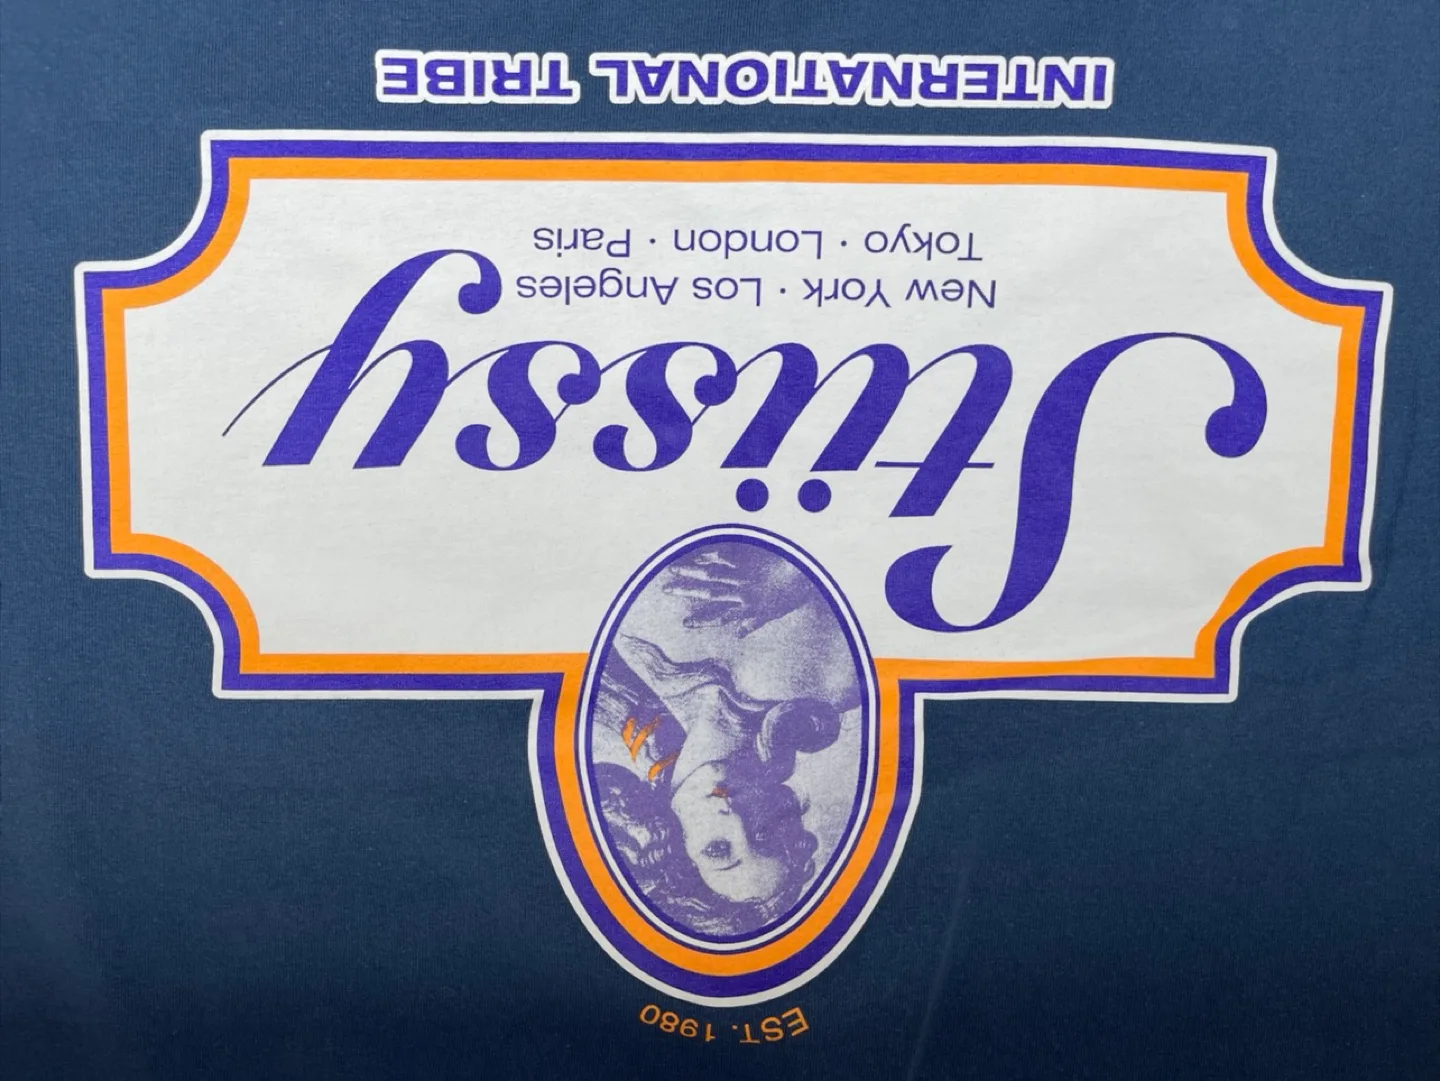 EST. 1980
Stüssy
New York · Los Angeles
Tokyo · London · Paris
INTERNATIONAL TRIBE